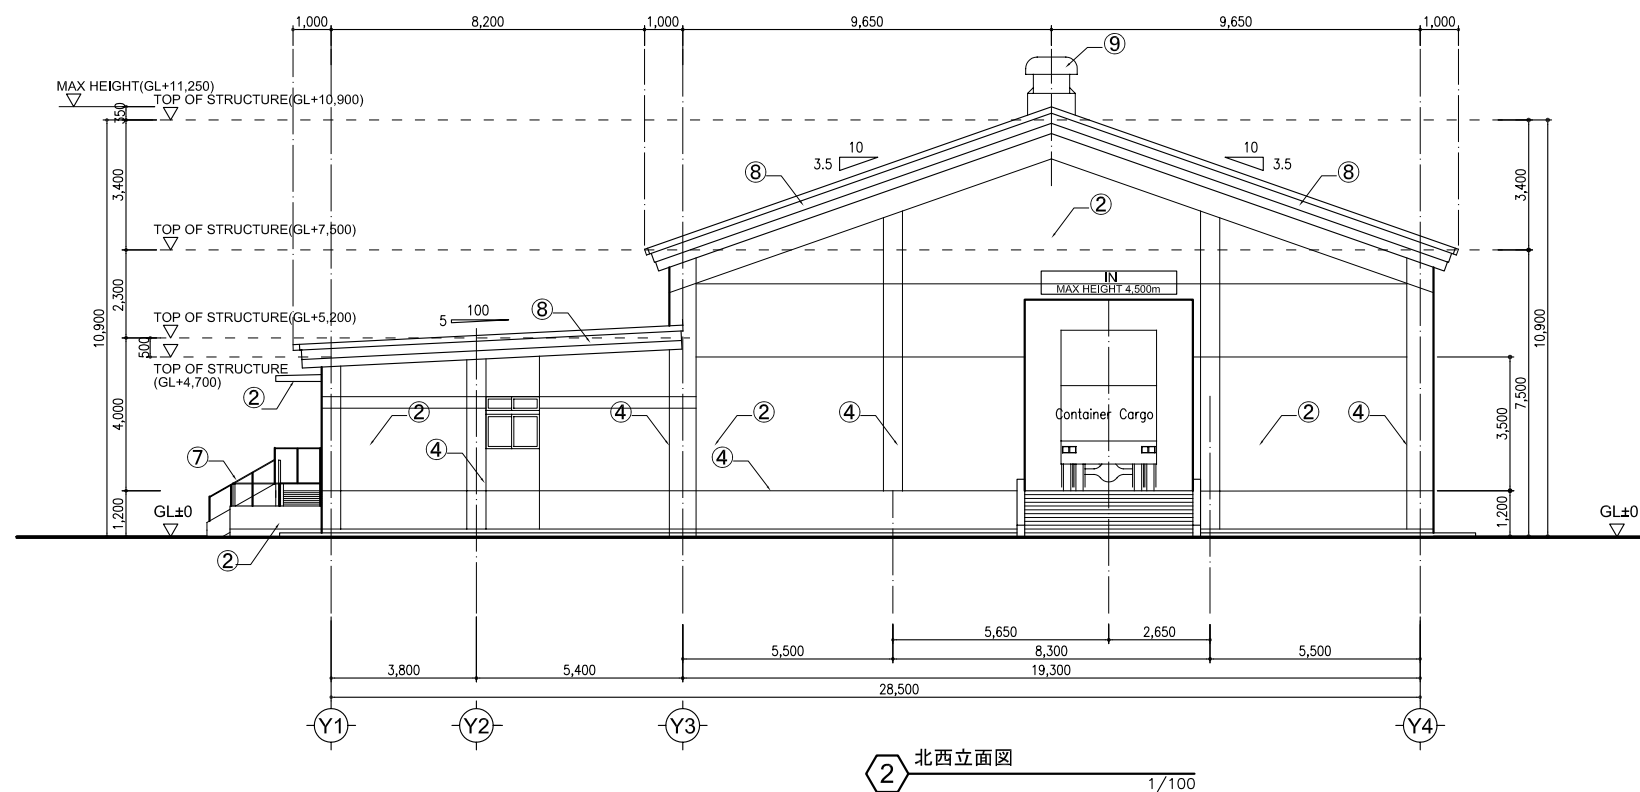 1,000 8,200 1,000 9,650 9,650 1,000
⑨
MAX HEIGHT(GL+11,250)
TOP OF STRUCTURE(GL+10,900)
350
10 10
3.5 3.5
⑧ ⑧
3,400 3,400
②
TOP OF STRUCTURE(GL+7,500)
IN
MAX HEIGHT 4,500m
2,300
100
5
⑧
TOP OF STRUCTURE(GL+5,200)
10,900 10,900
500
TOP OF STRUCTURE
(GL+4,700)
②
4,000
7,500
3,500
② ④ ② ④ Container Cargo ② ④
④ ④
⑦
GL±0 GL±0
1,200 1,200
②
5,650 2,650
5,500 8,300 5,500
3,800 5,400 19,300
28,500
Y1 Y2 Y3 Y4
2 北西立面図
1/100